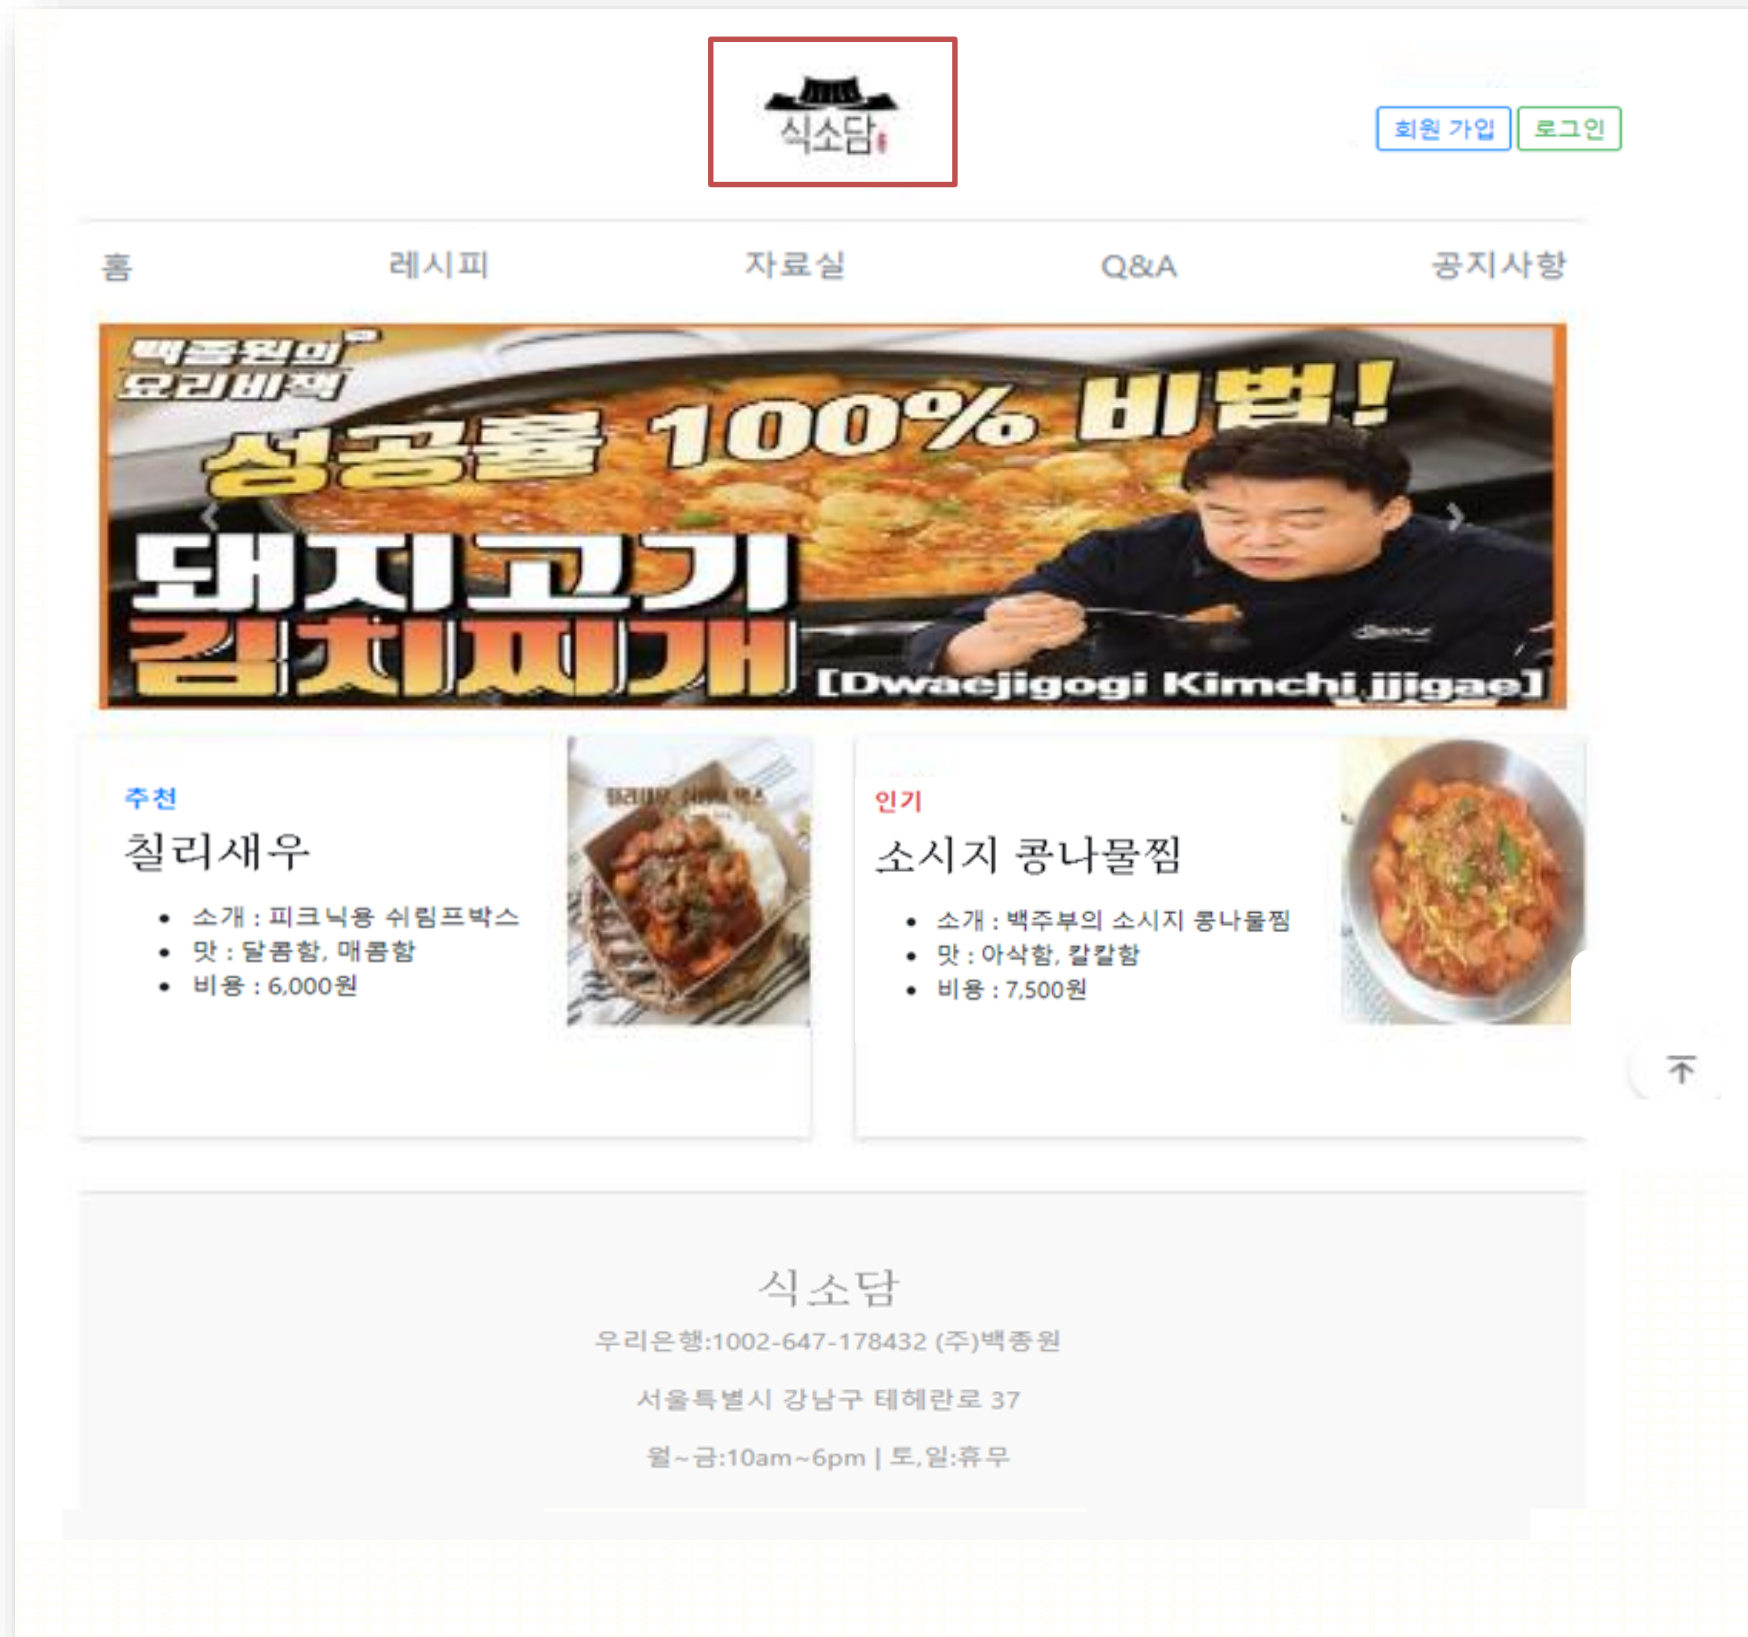 식소담
회원 가입 로그인
홈 레시피 자료실 Q&A 공지사항
백종원의
요리비책
성공률 100% 비법!
돼지고기
김치찌개
[Dwaejigogi Kimchi jjigae]
추천
칠리새우
소개 : 피크닉용 쉬림프박스
맛 : 달콤함, 매콤함
비용 : 6,000원
인기
소시지 콩나물찜
소개 : 백주부의 소시지 콩나물찜
맛 : 아삭함, 칼칼함
비용 : 7,500원
식소담
우리은행:1002-647-178432 (주)백종원
서울특별시 강남구 테헤란로 37
월~금:10am~6pm | 토,일:휴무